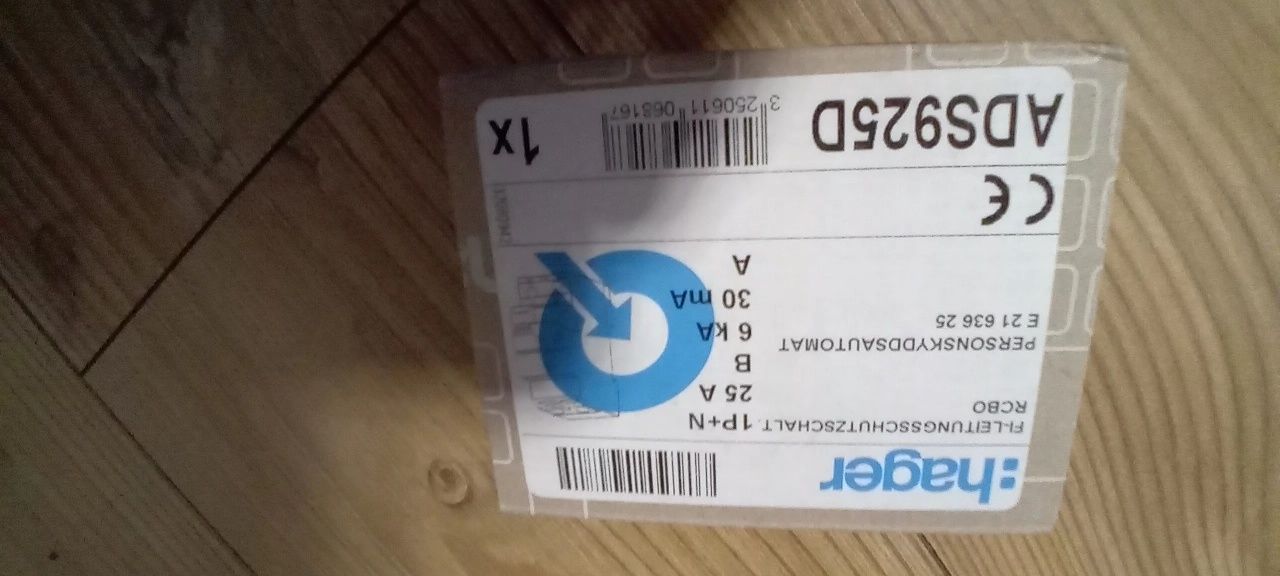 :hager
FI-LEITUNGSSCHUTZSCHALT. 1P+N
RCBO
25 A
B
PERSONSKYDDSAUTOMAT
6 kA
E 21 636 25
30 mA
A
CE
ADS925D
3 250611 063167
1x